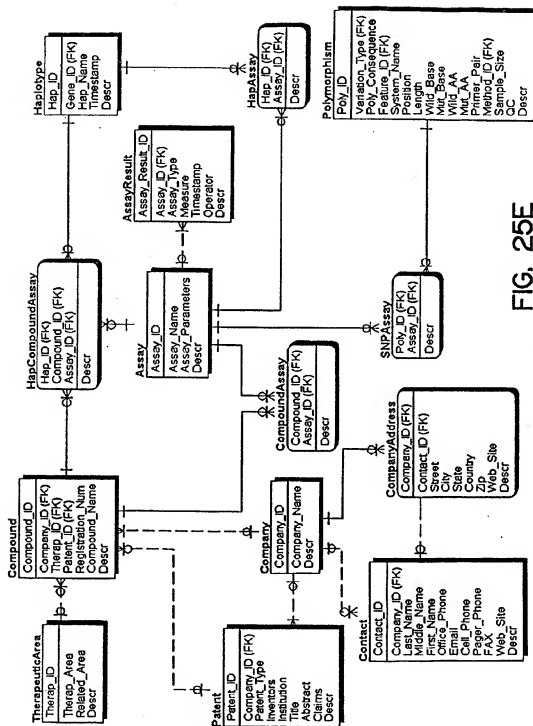 TherapeuticArea
Therap_ID
Therap_Area
Related_Area
Descr
Compound
Compound_ID
Company_ID (FK)
Therap_ID (FK)
Patent_ID (FK)
Registration_Num
Compound_Name
Descr
HapCompoundAssay
Hap_ID (FK)
Compound_ID (FK)
Assay_ID (FK)
Descr
Haplotype
Hap_ID
Gene_ID (FK)
Hap_Name
Timestamp
Descr
AssayResult
Assay_Result_ID
Assay_ID (FK)
Assay_Type
Measure
Timestamp
Operator
Descr
Assay
Assay_ID
Assay_Name
Assay_Parameters
Descr
HapAssay
Hap_ID (FK)
Assay_ID (FK)
Descr
CompoundAssay
Compound_ID (FK)
Assay_ID (FK)
Descr
Patent
Patent_ID
Company_ID (FK)
Patent_Type
Inventors
Institution
Title
Abstract
Claims
Descr
Company
Company_ID
Company_Name
Descr
SNPAssay
Poly_ID (FK)
Assay_ID (FK)
Descr
Polymorphism
Poly_ID
Variation_Type (FK)
Poly_Consequence
Feature_ID (FK)
System_Name
Position
Length
Wild_Base
Mut_Base
Wild_AA
Mut_AA
Primer_Pair
Method_ID (FK)
Sample_Size
QC
Descr
Contact
Contact_ID
Company_ID (FK)
Last_Name
Middle_Name
First_Name
Office_Phone
Email
Cell_Phone
Pager_Phone
FAX
Web_Site
Descr
CompanyAddress
Company_ID (FK)
Contact_ID (FK)
Street
City
State
Country
Zip
Web_Site
Descr
FIG. 25E